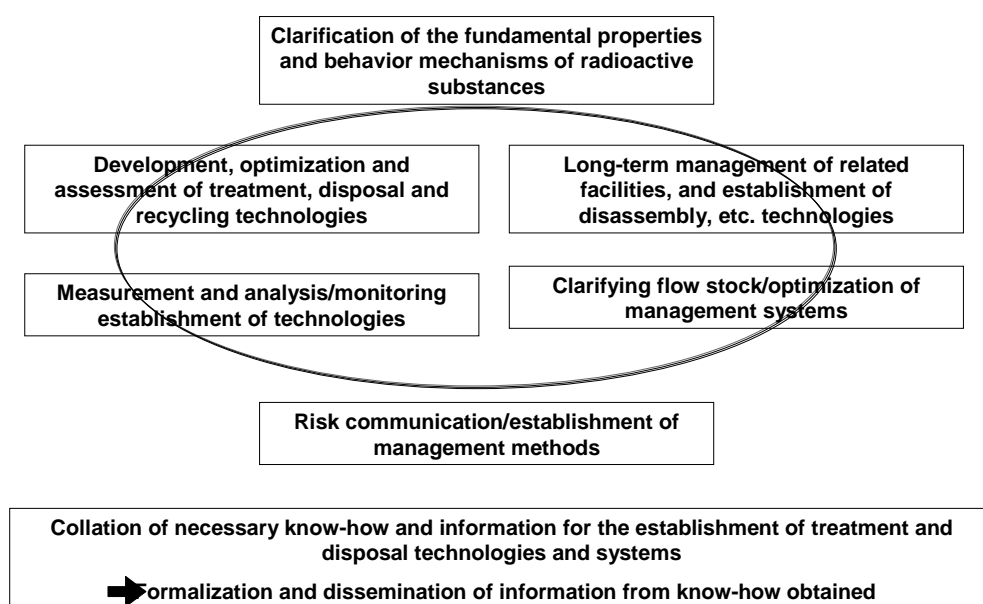 Clarification of the fundamental properties
and behavior mechanisms of radioactive
substances
Development, optimization and
assessment of treatment, disposal and
recycling technologies
Long-term management of related
facilities, and establishment of
disassembly, etc. technologies
Measurement and analysis/monitoring
establishment of technologies
Clarifying flow stock/optimization of
management systems
Risk communication/establishment of
management methods
Collation of necessary know-how and information for the establishment of treatment and
disposal technologies and systems
Formalization and dissemination of information from know-how obtained